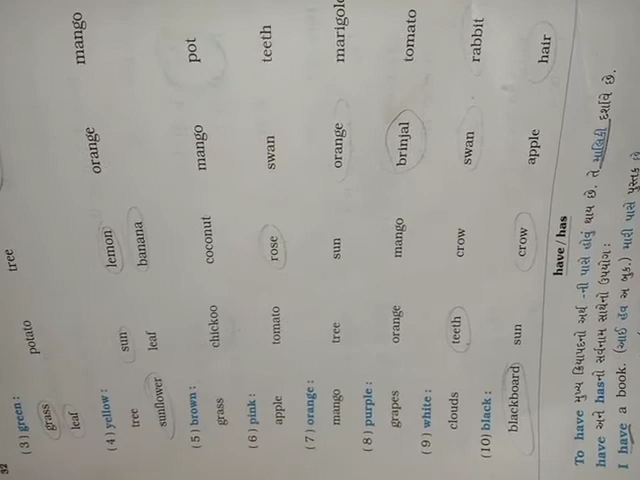 32
(3) green :
grass potato tree
leaf orange mango
(4) yellow :
tree sun lemon
sunflower leaf banana
(5) brown :
grass chickoo coconut mango pot
(6) pink :
apple tomato rose swan teeth
(7) orange :
mango tree sun orange marigold
(8) purple :
grapes orange mango brinjal tomato
(9) white :
clouds teeth crow swan rabbit
(10) black :
blackboard sun crow apple hair
have / has
To have મુખ્ય ક્રિયાપદનો અર્થ -ની પાસે હોવું થાય છે. તે માલિકી દર્શાવે છે.
have અને hasનો સર્વનામ સાથેનો ઉપયોગ :
I have a book. (આઈ હૅવ અ બુક.) મારી પાસે પુસ્તક છે